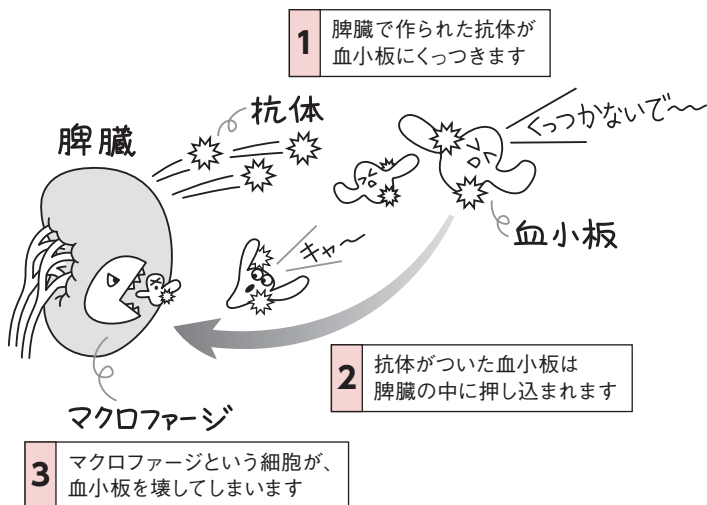 1
脾臓で作られた抗体が
血小板にくっつきます
抗体
脾臓
くっつかないで〜〜
血小板
キャ〜
2
抗体がついた血小板は
脾臓の中に押し込まれます
マクロファージ
3
マクロファージという細胞が、
血小板を壊してしまいます